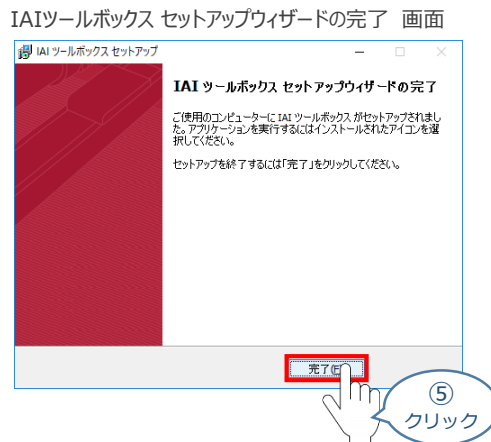 IAIツールボックス セットアップウィザードの完了 画面
IAI ツールボックス セットアップ
IAI ツールボックス セットアップウィザードの完了
ご使用のコンピューターに IAI ツールボックス がセットアップされまし
た。アプリケーションを実行するにはインストールされたアイコンを選
択してください。
セットアップを終了するには「完了」をクリックしてください。
完了(F)
⑤
クリック